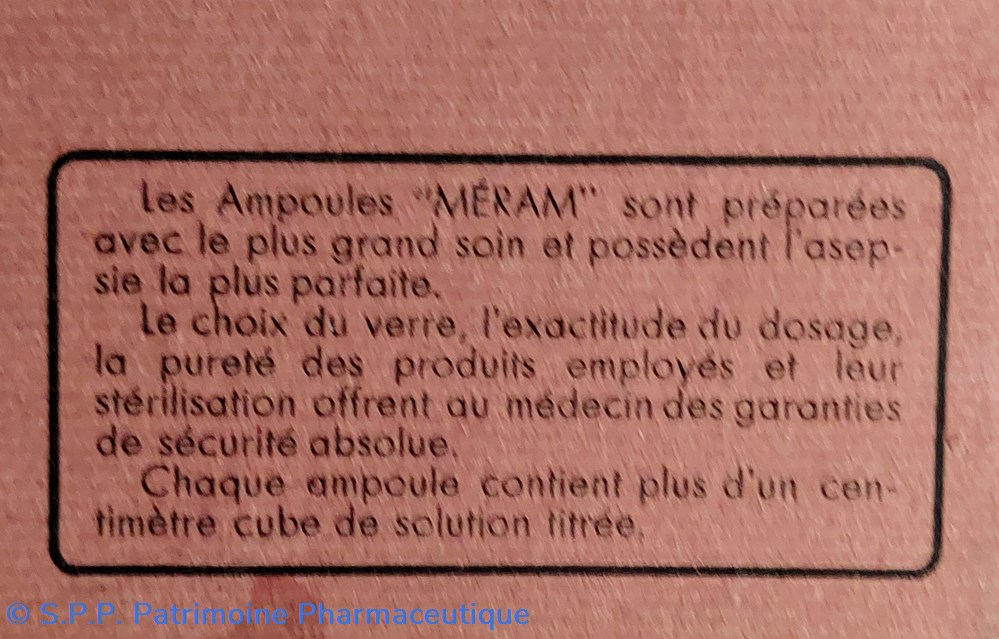 Les Ampoules "MÉRAM" sont préparées
avec le plus grand soin et possèdent l'asep-
sie la plus parfaite.
Le choix du verre, l'exactitude du dosage,
la pureté des produits employés et leur
stérilisation offrent au médecin des garanties
de sécurité absolue.
Chaque ampoule contient plus d'un cen-
timètre cube de solution titrée.
© S.P.P. Patrimoine Pharmaceutique